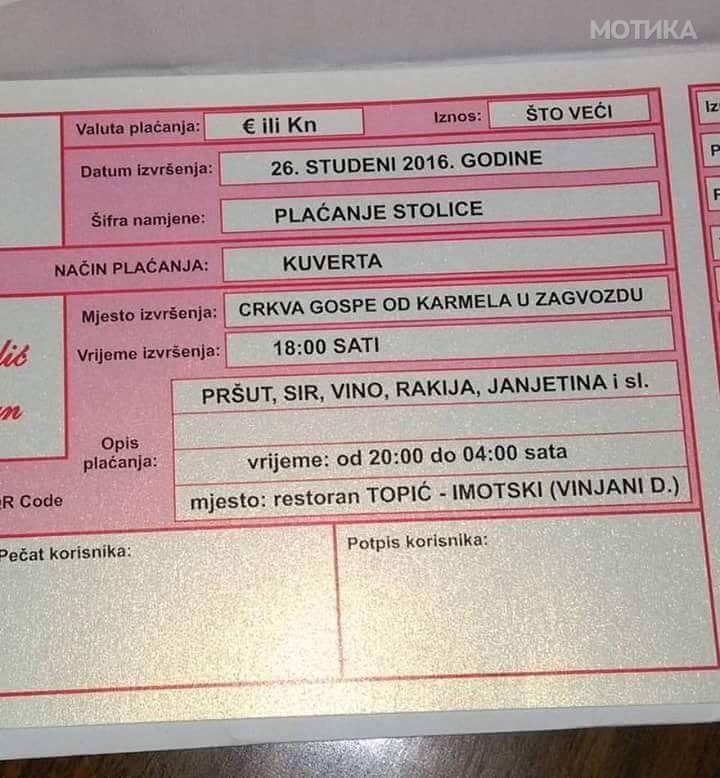 МОТИКА
Valuta plaćanja: € ili Kn Iznos: ŠTO VEĆI
Datum izvršenja: 26. STUDENI 2016. GODINE
Šifra namjene: PLAĆANJE STOLICE
NAČIN PLAĆANJA: KUVERTA
Mjesto izvršenja: CRKVA GOSPE OD KARMELA U ZAGVOZDU
Vrijeme izvršenja: 18:00 SATI
PRŠUT, SIR, VINO, RAKIJA, JANJETINA i sl.
Opis plaćanja: vrijeme: od 20:00 do 04:00 sata
QR Code mjesto: restoran TOPIĆ - IMOTSKI (VINJANI D.)
Pečat korisnika: Potpis korisnika: